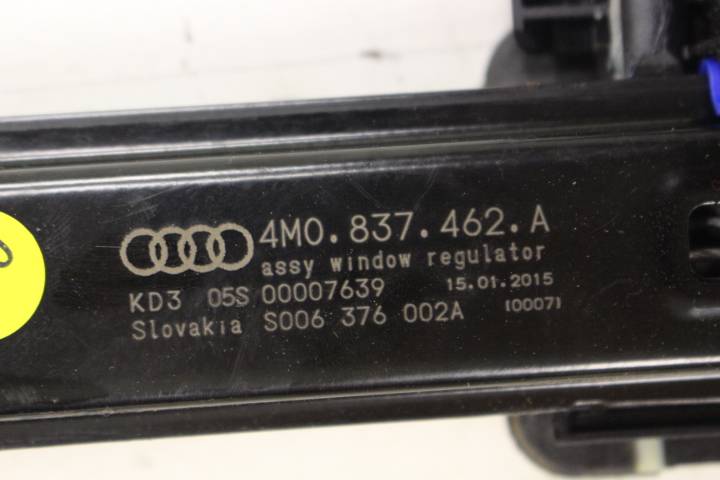 4M0.837.462.A
assy window regulator
KD3 05S 00007639 15.01.2015
Slovakia S006 376 002A [0007]